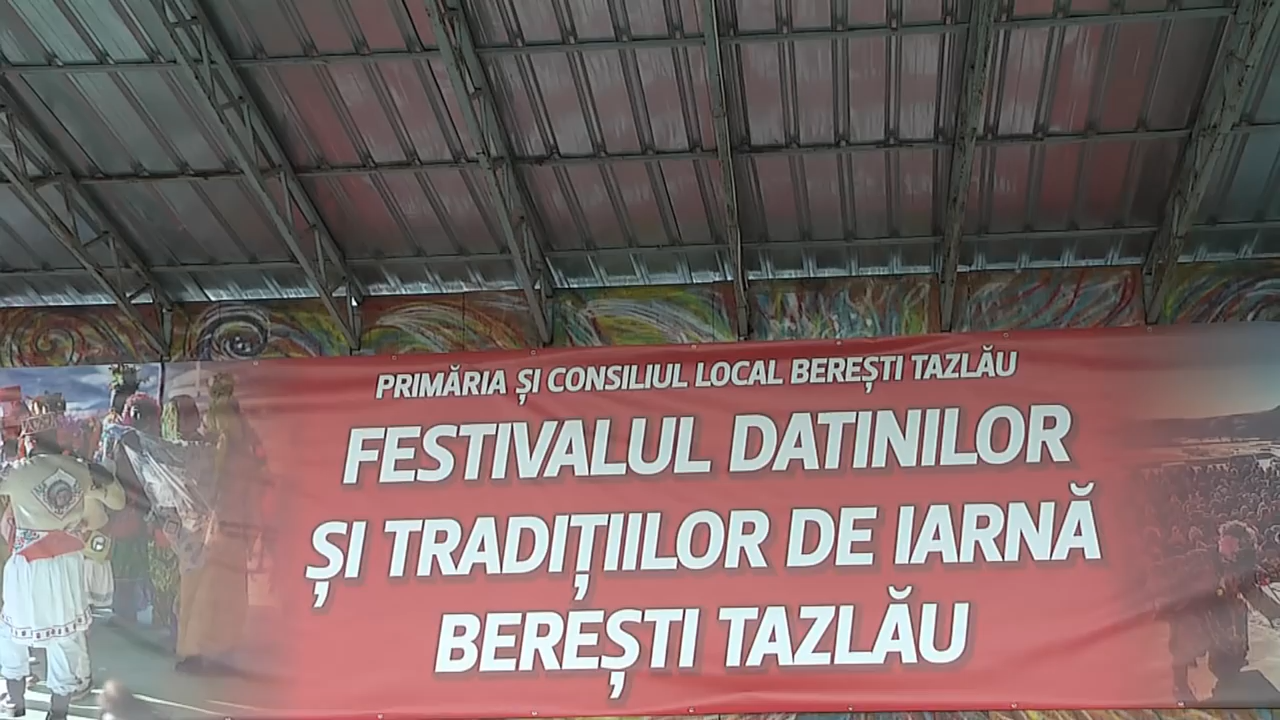 PRIMĂRIA ȘI CONSILIUL LOCAL BEREȘTI TAZLĂU
FESTIVALUL DATINILOR
ȘI TRADIȚIILOR DE IARNĂ
BEREȘTI TAZLĂU